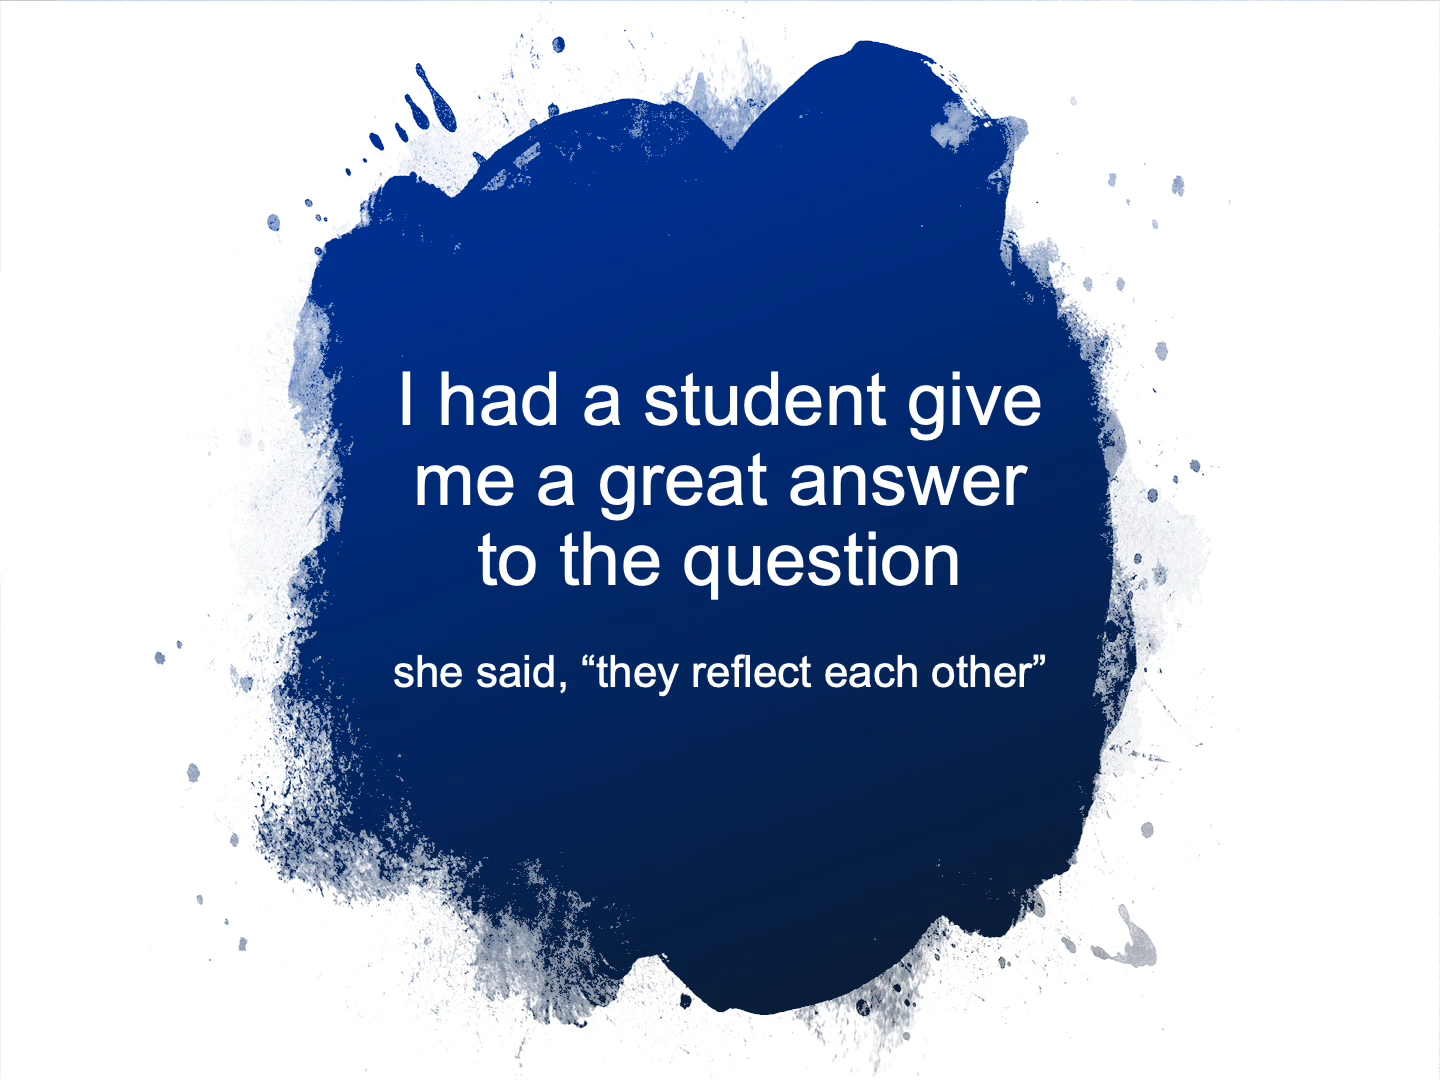 I had a student give
me a great answer
to the question
she said, “they reflect each other”